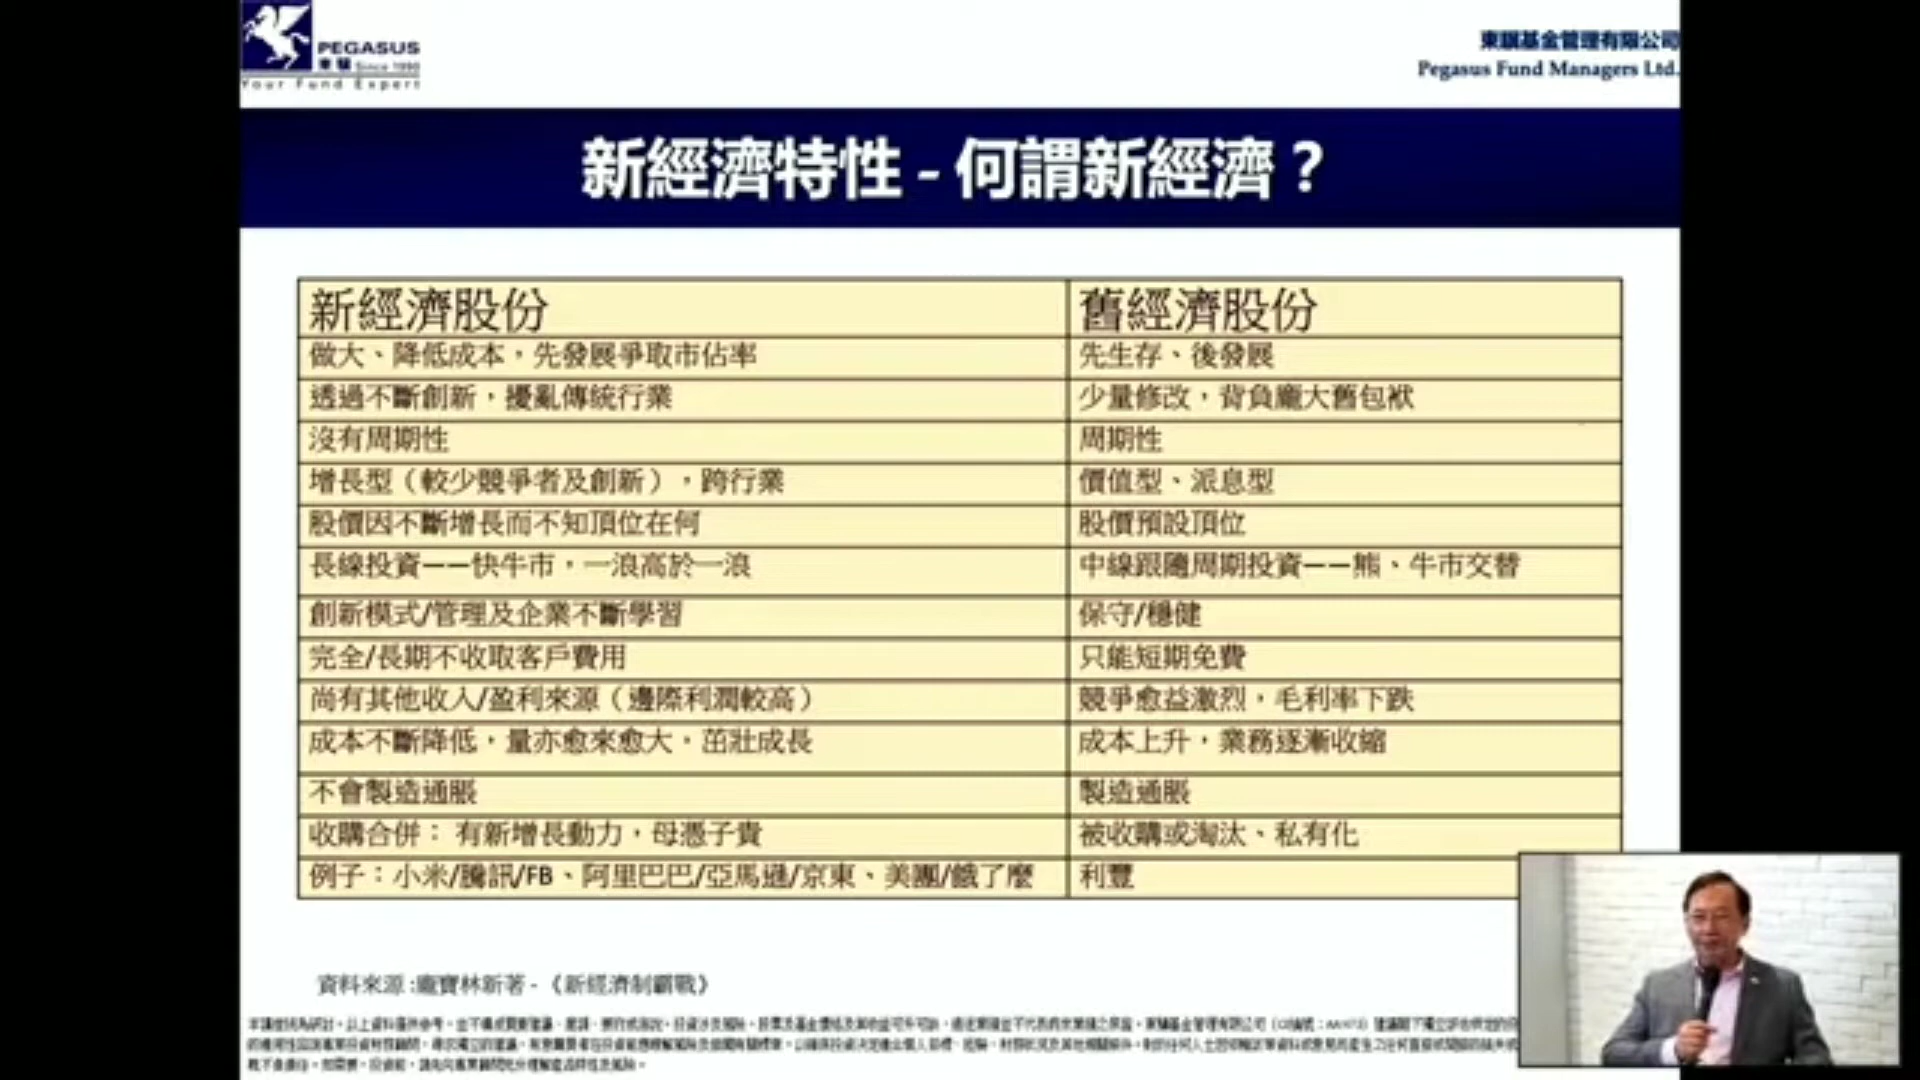 PEGASUS
東驥 Since 1990
Your Fund Expert
東驥基金管理有限公司
Pegasus Fund Managers Ltd.
新經濟特性 - 何謂新經濟？
新經濟股份
舊經濟股份
做大、降低成本，先發展爭取市佔率
先生存、後發展
透過不斷創新，擾亂傳統行業
少量修改，背負龐大舊包袱
沒有周期性
周期性
增長型（較少競爭者及創新），跨行業
價值型、派息型
股價因不斷增長而不知頂位在何
股價預設頂位
長線投資——快牛市，一浪高於一浪
中線跟隨周期投資——熊、牛市交替
創新模式/管理及企業不斷學習
保守/穩健
完全/長期不收取客戶費用
只能短期免費
尚有其他收入/盈利來源（邊際利潤較高）
競爭愈益激烈，毛利率下跌
成本不斷降低，量亦愈來愈大，茁壯成長
成本上升，業務逐漸收縮
不會製造通脹
製造通脹
收購合併： 有新增長動力，母憑子貴
被收購或淘汰、私有化
例子：小米/騰訊/FB、阿里巴巴/亞馬遜/京東、美團/餓了麼
利豐
資料來源 :龐寶林新著 - 《新經濟制霸戰》